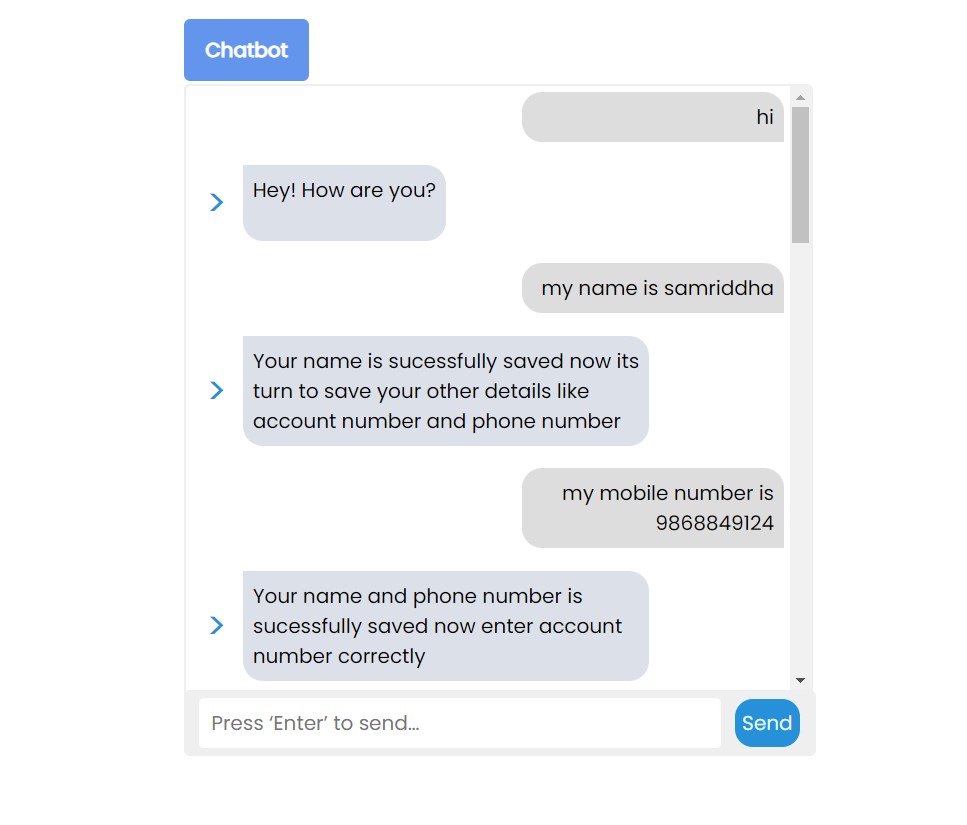 Chatbot
hi
Hey! How are you?
my name is samriddha
Your name is sucessfully saved now its
turn to save your other details like
account number and phone number
my mobile number is
9868849124
Your name and phone number is
sucessfully saved now enter account
number correctly
Press ‘Enter’ to send...
Send